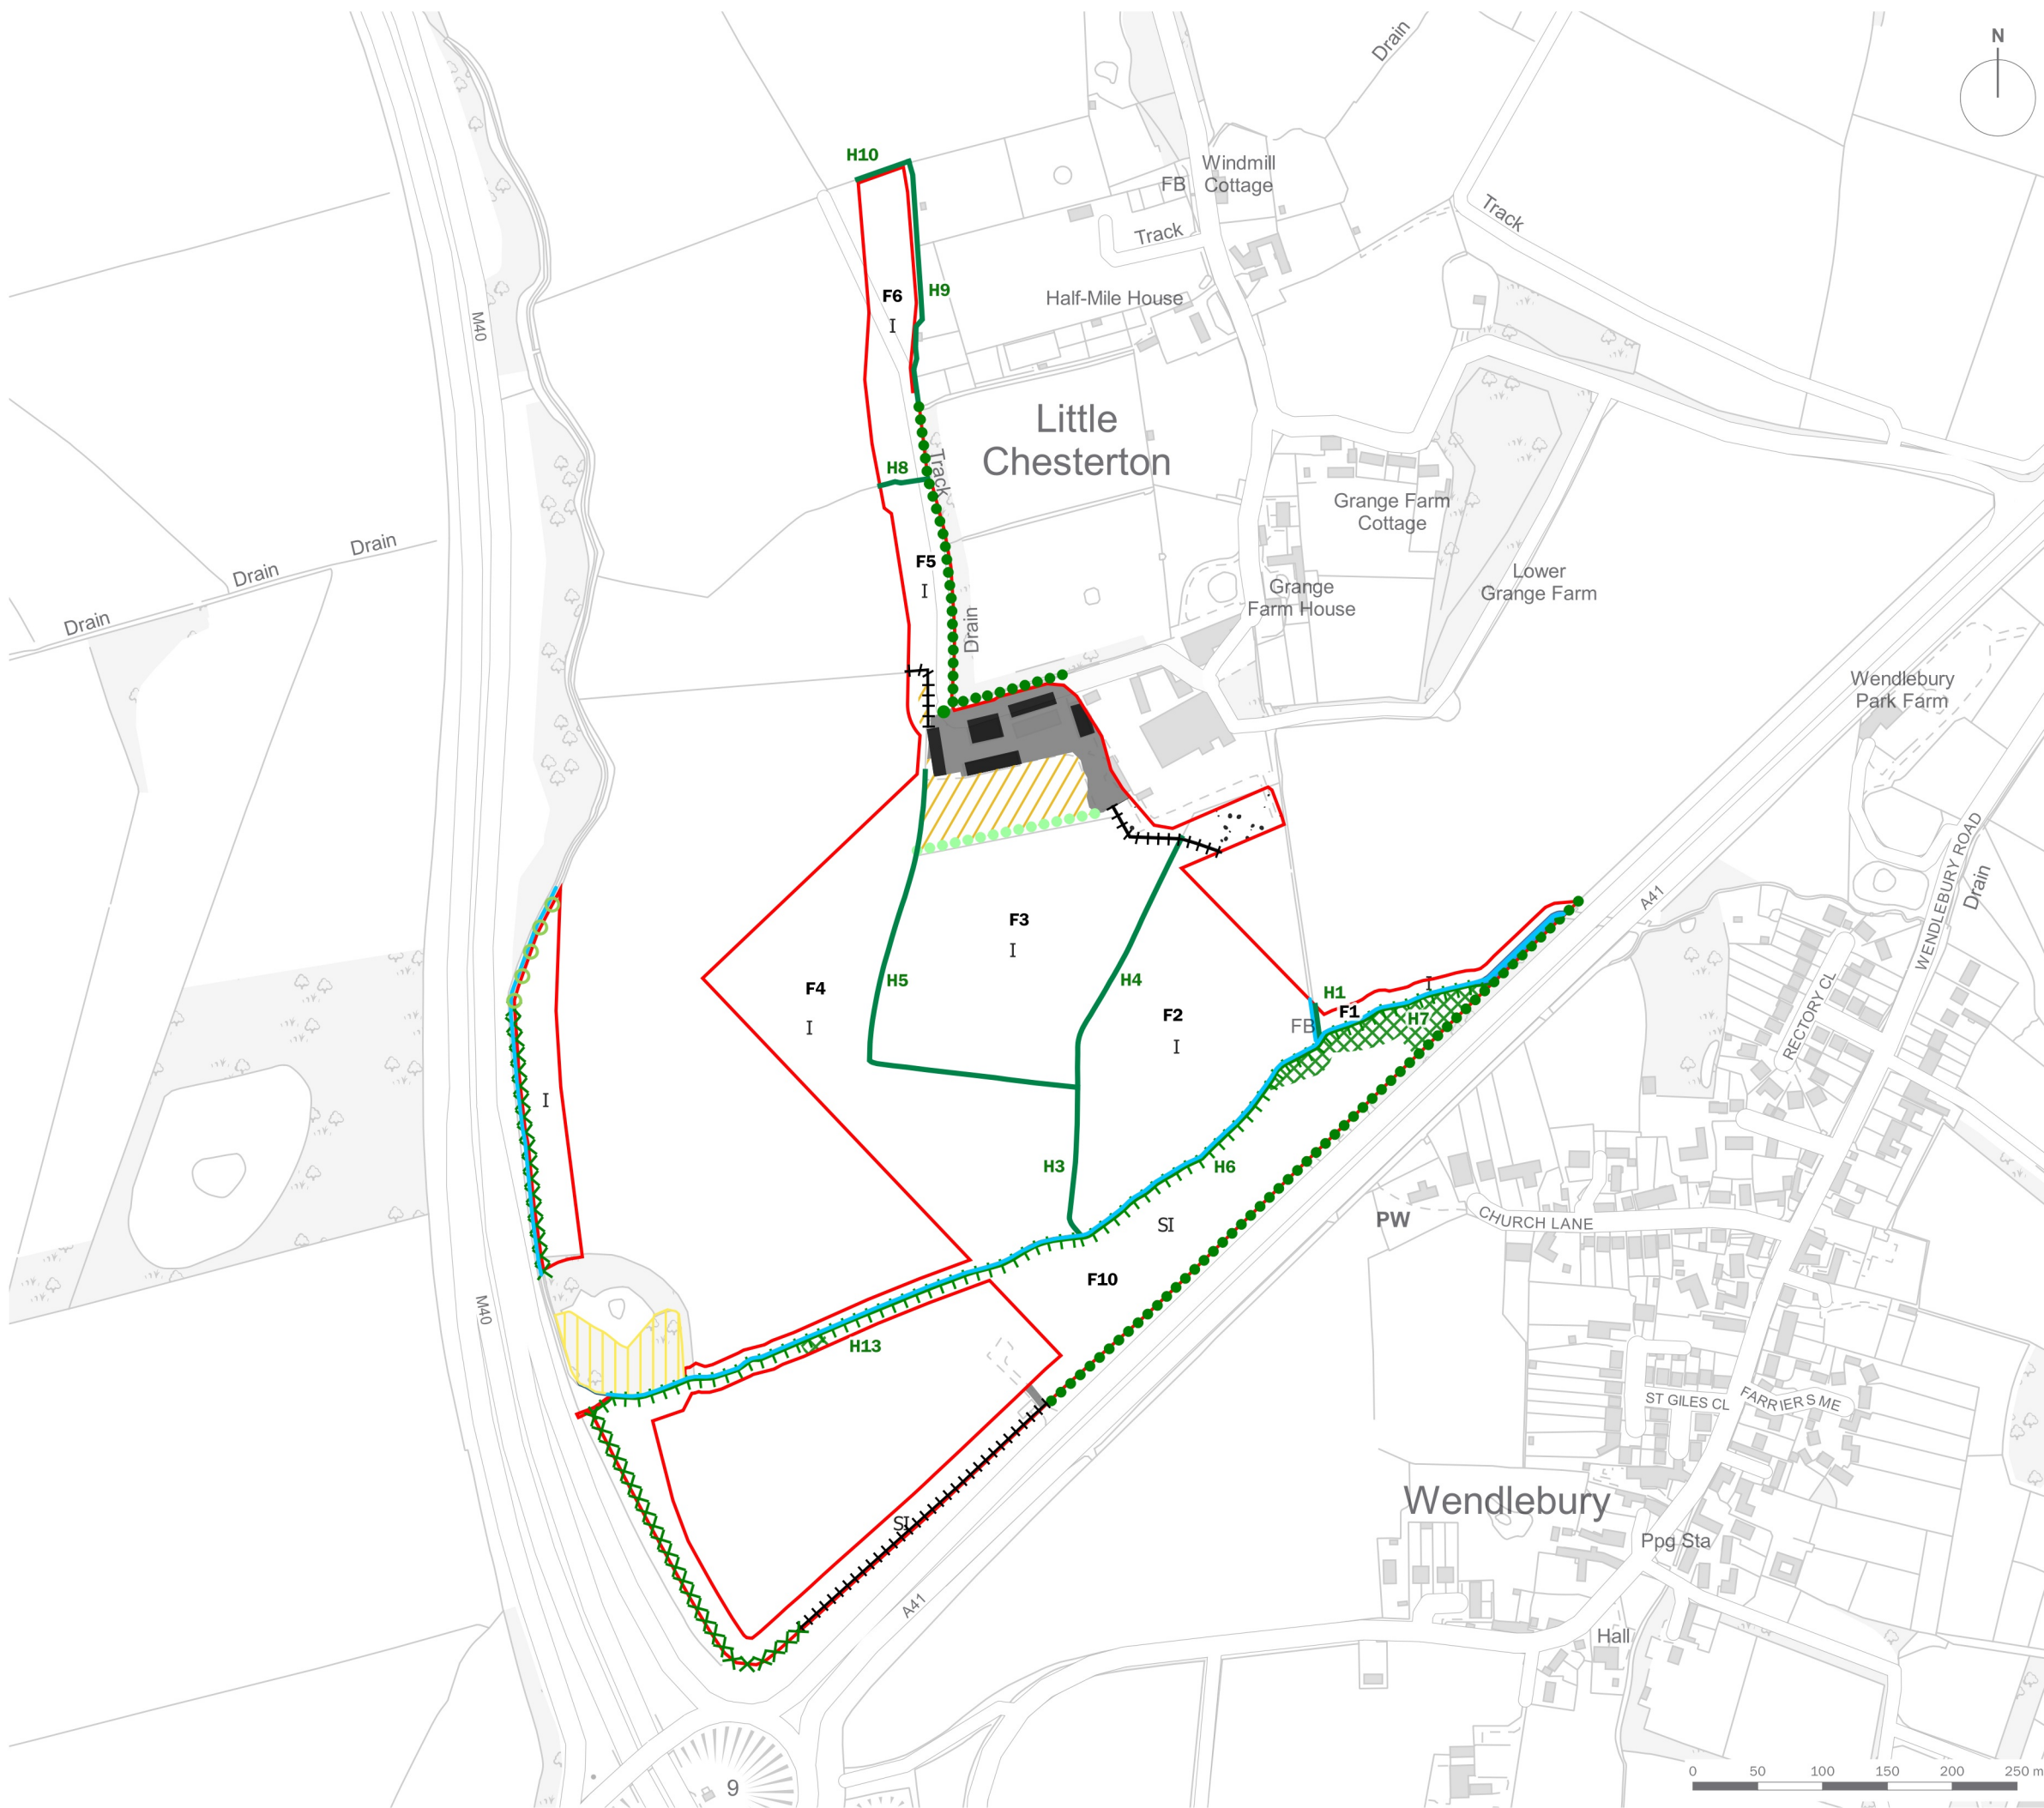 N
Drain
H10
Windmill
Cottage
FB
Track
Track
F6
I
H9
Half-Mile House
M40
Little
Chesterton
H8
Track
Grange Farm
Cottage
Drain
Drain
Drain
F5
I
Drain
Grange
Farm House
Lower
Grange Farm
Wendlebury
Park Farm
WENDLEBURY ROAD
Drain
A41
F3
I
H5
H4
F4
I
H1
F1
I
H7
FB
F2
I
RECTORY CL
I
H3
H6
SI
PW
CHURCH LANE
F10
M40
H13
ST GILES CL
FARRIERS ME
Wendlebury
SI
Ppg Sta
A41
Hall
9
0 50 100 150 200 250 m